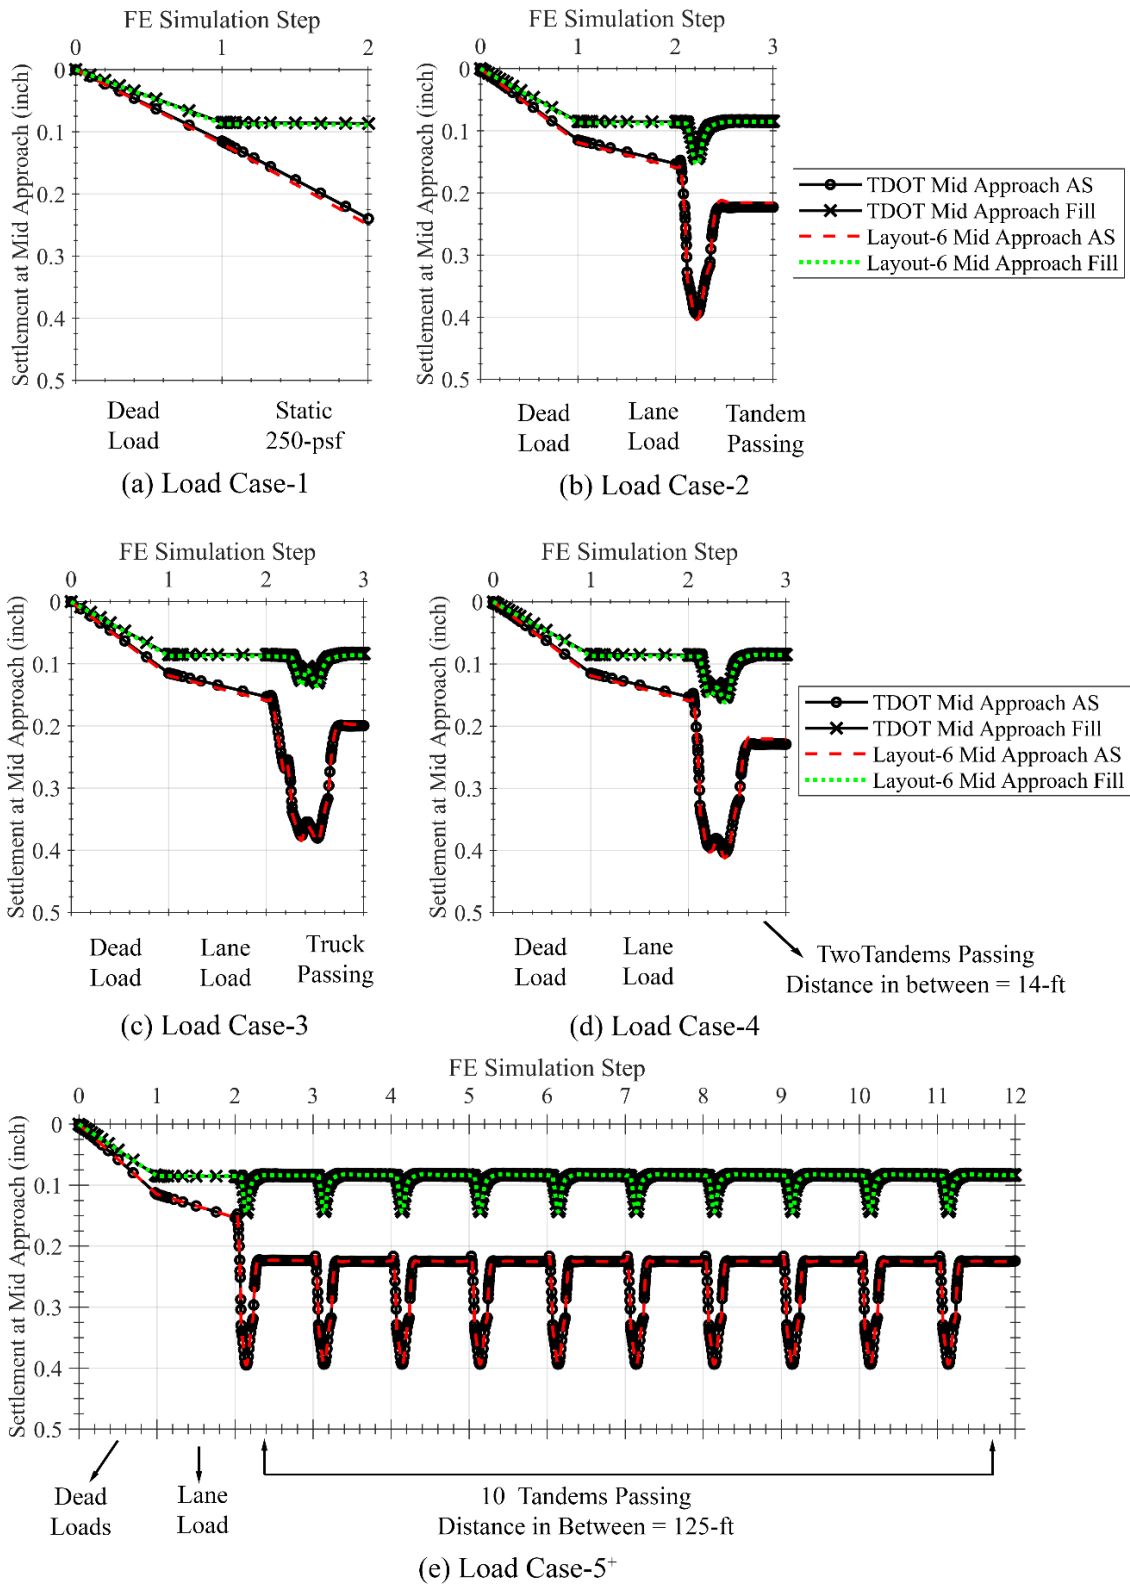 FE Simulation Step
0 1 2
Settlement at Mid Approach (inch)
0
0.1
0.2
0.3
0.4
0.5
Dead Load
Static 250-psf
(a) Load Case-1
FE Simulation Step
0 1 2 3
Settlement at Mid Approach (inch)
0
0.1
0.2
0.3
0.4
0.5
Dead Load
Lane Load
Tandem Passing
(b) Load Case-2
TDOT Mid Approach AS
TDOT Mid Approach Fill
Layout-6 Mid Approach AS
Layout-6 Mid Approach Fill
FE Simulation Step
0 1 2 3
Settlement at Mid Approach (inch)
0
0.1
0.2
0.3
0.4
0.5
Dead Load
Lane Load
Truck Passing
(c) Load Case-3
FE Simulation Step
0 1 2 3
Settlement at Mid Approach (inch)
0
0.1
0.2
0.3
0.4
0.5
Dead Load
Lane Load
TwoTandems Passing
Distance in between = 14-ft
(d) Load Case-4
TDOT Mid Approach AS
TDOT Mid Approach Fill
Layout-6 Mid Approach AS
Layout-6 Mid Approach Fill
FE Simulation Step
0 1 2 3 4 5 6 7 8 9 10 11 12
Settlement at Mid Approach (inch)
0
0.1
0.2
0.3
0.4
0.5
Dead Loads
Lane Load
10 Tandems Passing
Distance in Between = 125-ft
(e) Load Case-5⁺